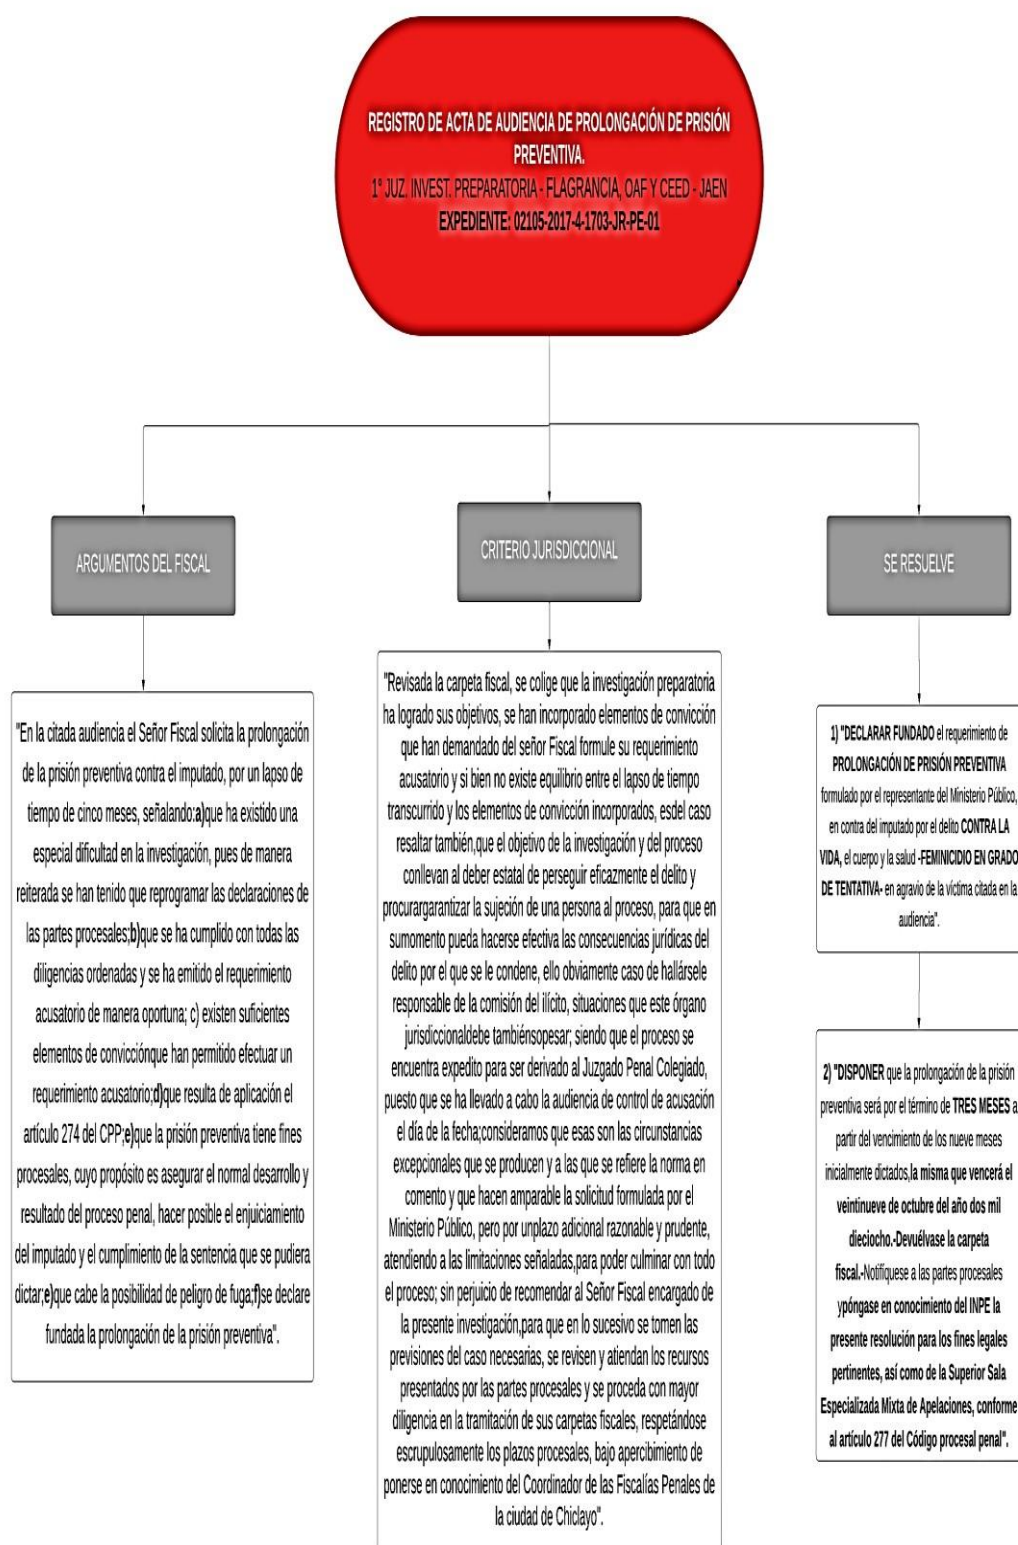 REGISTRO DE ACTA DE AUDIENCIA DE PROLONGACIÓN DE PRISIÓN
PREVENTIVA.
1º JUZ. INVEST. PREPARATORIA - FLAGRANCIA, OAF Y CEED - JAEN
EXPEDIENTE: 02105-2017-4-1703-JR-PE-01
ARGUMENTOS DEL FISCAL
"En la citada audiencia el Señor Fiscal solicita la prolongación
de la prisión preventiva contra el imputado, por un lapso de
tiempo de cinco meses, señalando:a)que ha existido una
especial dificultad en la investigación, pues de manera
reiterada se han tenido que reprogramar las declaraciones de
las partes procesales;b)que se ha cumplido con todas las
diligencias ordenadas y se ha emitido el requerimiento
acusatorio de manera oportuna; c) existen suficientes
elementos de convicciónque han permitido efectuar un
requerimiento acusatorio;d)que resulta de aplicación el
artículo 274 del CPP;e)que la prisión preventiva tiene fines
procesales, cuyo propósito es asegurar el normal desarrollo y
resultado del proceso penal, hacer posible el enjuiciamiento
del imputado y el cumplimiento de la sentencia que se pudiera
dictar;e)que cabe la posibilidad de peligro de fuga;f)se declare
fundada la prolongación de la prisión preventiva".
CRITERIO JURISDICCIONAL
"Revisada la carpeta fiscal, se colige que la investigación preparatoria
ha logrado sus objetivos, se han incorporado elementos de convicción
que han demandado del señor Fiscal formule su requerimiento
acusatorio y si bien no existe equilibrio entre el lapso de tiempo
transcurrido y los elementos de convicción incorporados, esdel caso
resaltar también,que el objetivo de la investigación y del proceso
conllevan al deber estatal de perseguir eficazmente el delito y
procurargarantizar la sujeción de una persona al proceso, para que en
sumomento pueda hacerse efectiva las consecuencias jurídicas del
delito por el que se le condene, ello obviamente caso de hallársele
responsable de la comisión del ilícito, situaciones que este órgano
jurisdiccionaldebe tambiénsopesar; siendo que el proceso se
encuentra expedito para ser derivado al Juzgado Penal Colegiado,
puesto que se ha llevado a cabo la audiencia de control de acusación
el día de la fecha;consideramos que esas son las circunstancias
excepcionales que se producen y a las que se refiere la norma en
comento y que hacen amparable la solicitud formulada por el
Ministerio Público, pero por unplazo adicional razonable y prudente,
atendiendo a las limitaciones señaladas,para poder culminar con todo
el proceso; sin perjuicio de recomendar al Señor Fiscal encargado de
la presente investigación,para que en lo sucesivo se tomen las
previsiones del caso necesarias, se revisen y atiendan los recursos
presentados por las partes procesales y se proceda con mayor
diligencia en la tramitación de sus carpetas fiscales, respetándose
escrupulosamente los plazos procesales, bajo apercibimiento de
ponerse en conocimiento del Coordinador de las Fiscalías Penales de
la ciudad de Chiclayo".
SE RESUELVE
1) "DECLARAR FUNDADO el requerimiento de
PROLONGACIÓN DE PRISIÓN PREVENTIVA
formulado por el representante del Ministerio Público,
en contra del imputado por el delito CONTRA LA
VIDA, el cuerpo y la salud -FEMINICIDIO EN GRADO
DE TENTATIVA- en agravio de la víctima citada en la
audiencia".
2) "DISPONER que la prolongación de la prisión
preventiva será por el término de TRES MESES a
partir del vencimiento de los nueve meses
inicialmente dictados,la misma que vencerá el
veintinueve de octubre del año dos mil
dieciocho.-Devuélvase la carpeta
fiscal.-Notifíquese a las partes procesales
ypóngase en conocimiento del INPE la
presente resolución para los fines legales
pertinentes, así como de la Superior Sala
Especializada Mixta de Apelaciones, conforme
al artículo 277 del Código procesal penal".